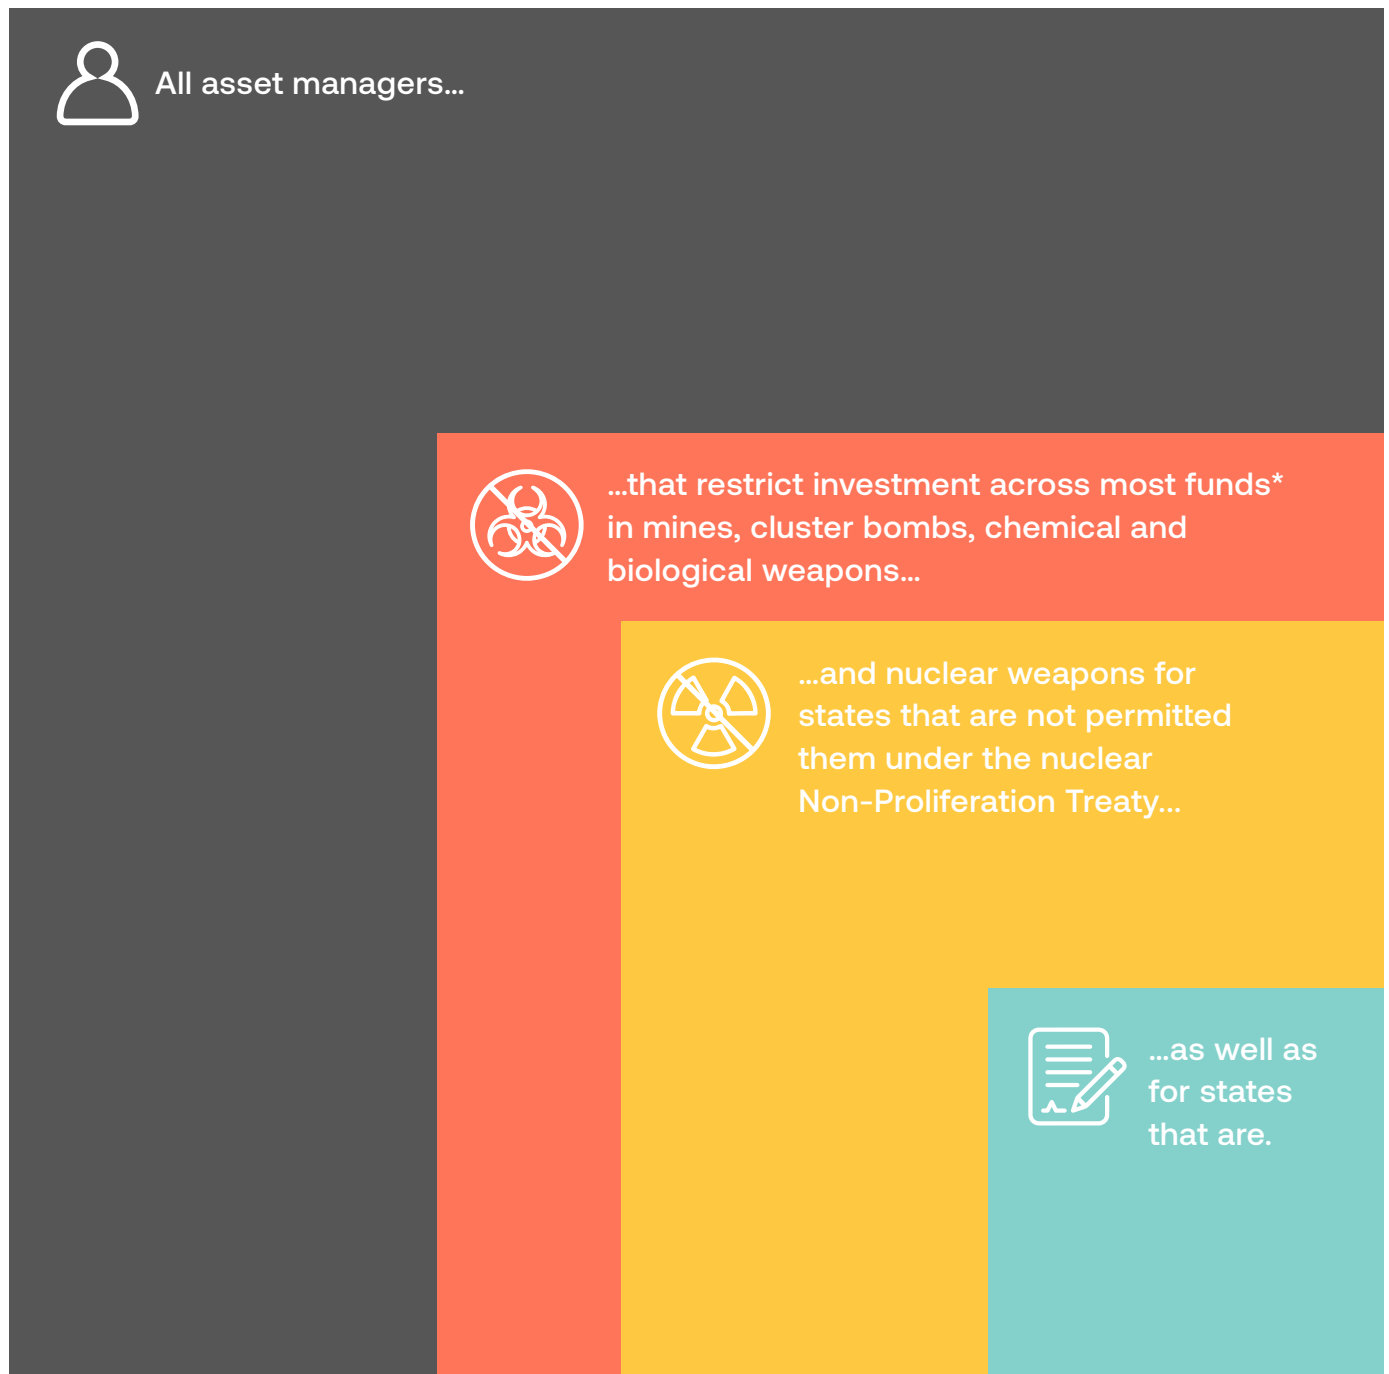 All asset managers...
...that restrict investment across most funds*
in mines, cluster bombs, chemical and
biological weapons...
...and nuclear weapons for
states that are not permitted
them under the nuclear
Non-Proliferation Treaty...
...as well as
for states
that are.